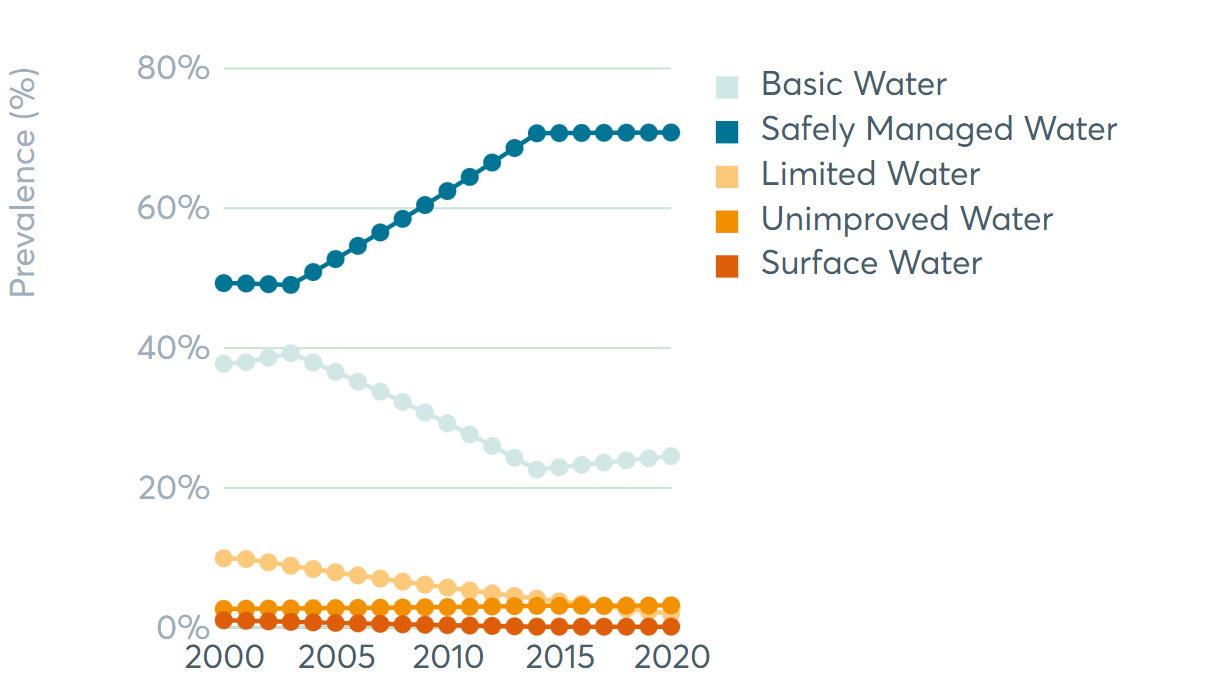 Prevalence (%)
80%
60%
40%
20%
0%
2000 2005 2010 2015 2020
Basic Water
Safely Managed Water
Limited Water
Unimproved Water
Surface Water